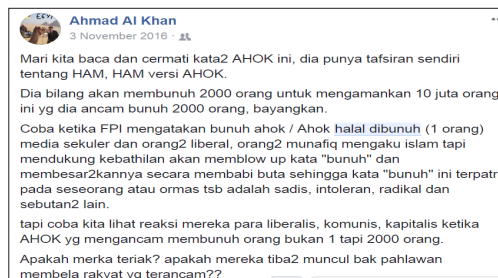 Ahmad Al Khan
3 November 2016 ·
Mari kita baca dan cermati kata2 AHOK ini, dia punya tafsiran sendiri
tentang HAM, HAM versi AHOK.
Dia bilang akan membunuh 2000 orang untuk mengamankan 10 juta orang
ini yg dia ancam bunuh 2000 orang, bayangkan.
Coba ketika FPI mengatakan bunuh ahok / Ahok halal dibunuh (1 orang)
media sekuler dan orang2 liberal, orang2 munafiq mengaku islam tapi
mendukung kebathilan akan memblow up kata "bunuh" dan
membesar2kannya secara membabi buta sehingga kata "bunuh" ini terpatr
pada seseorang atau ormas tsb adalah sadis, intoleran, radikal dan
sebutan2 lain.
tapi coba kita lihat reaksi mereka para liberalis, komunis, kapitalis ketika
AHOK yg mengancam membunuh orang bukan 1 tapi 2000 orang.
Apakah merka teriak? apakah mereka tiba2 muncul bak pahlawan
membela rakyat yg terancam??